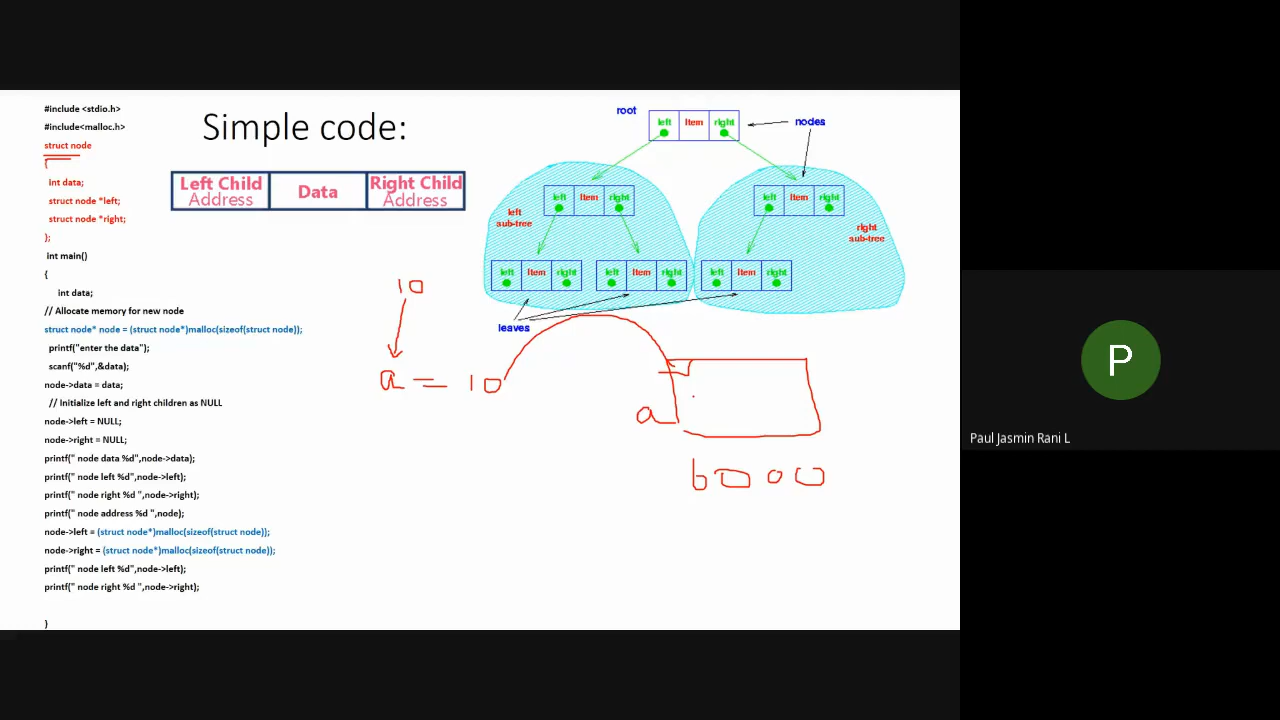 #include <stdio.h>
#include<malloc.h>
struct node
{
int data;
struct node *left;
struct node *right;
};
int main()
{
int data;
// Allocate memory for new node
struct node* node = (struct node*)malloc(sizeof(struct node));
printf("enter the data");
scanf("%d",&data);
node->data = data;
// Initialize left and right children as NULL
node->left = NULL;
node->right = NULL;
printf(" node data %d",node->data);
printf(" node left %d",node->left);
printf(" node right %d ",node->right);
printf(" node address %d ",node);
node->left = (struct node*)malloc(sizeof(struct node));
node->right = (struct node*)malloc(sizeof(struct node));
printf(" node left %d",node->left);
printf(" node right %d ",node->right);
}
Simple code:
Left Child Address
Data
Right Child Address
root
left Item right
nodes
left Item right
left Item right
left sub-tree
right sub-tree
left Item right
left Item right
left Item right
leaves
10
a = 10
a
6000
P
Paul Jasmin Rani L